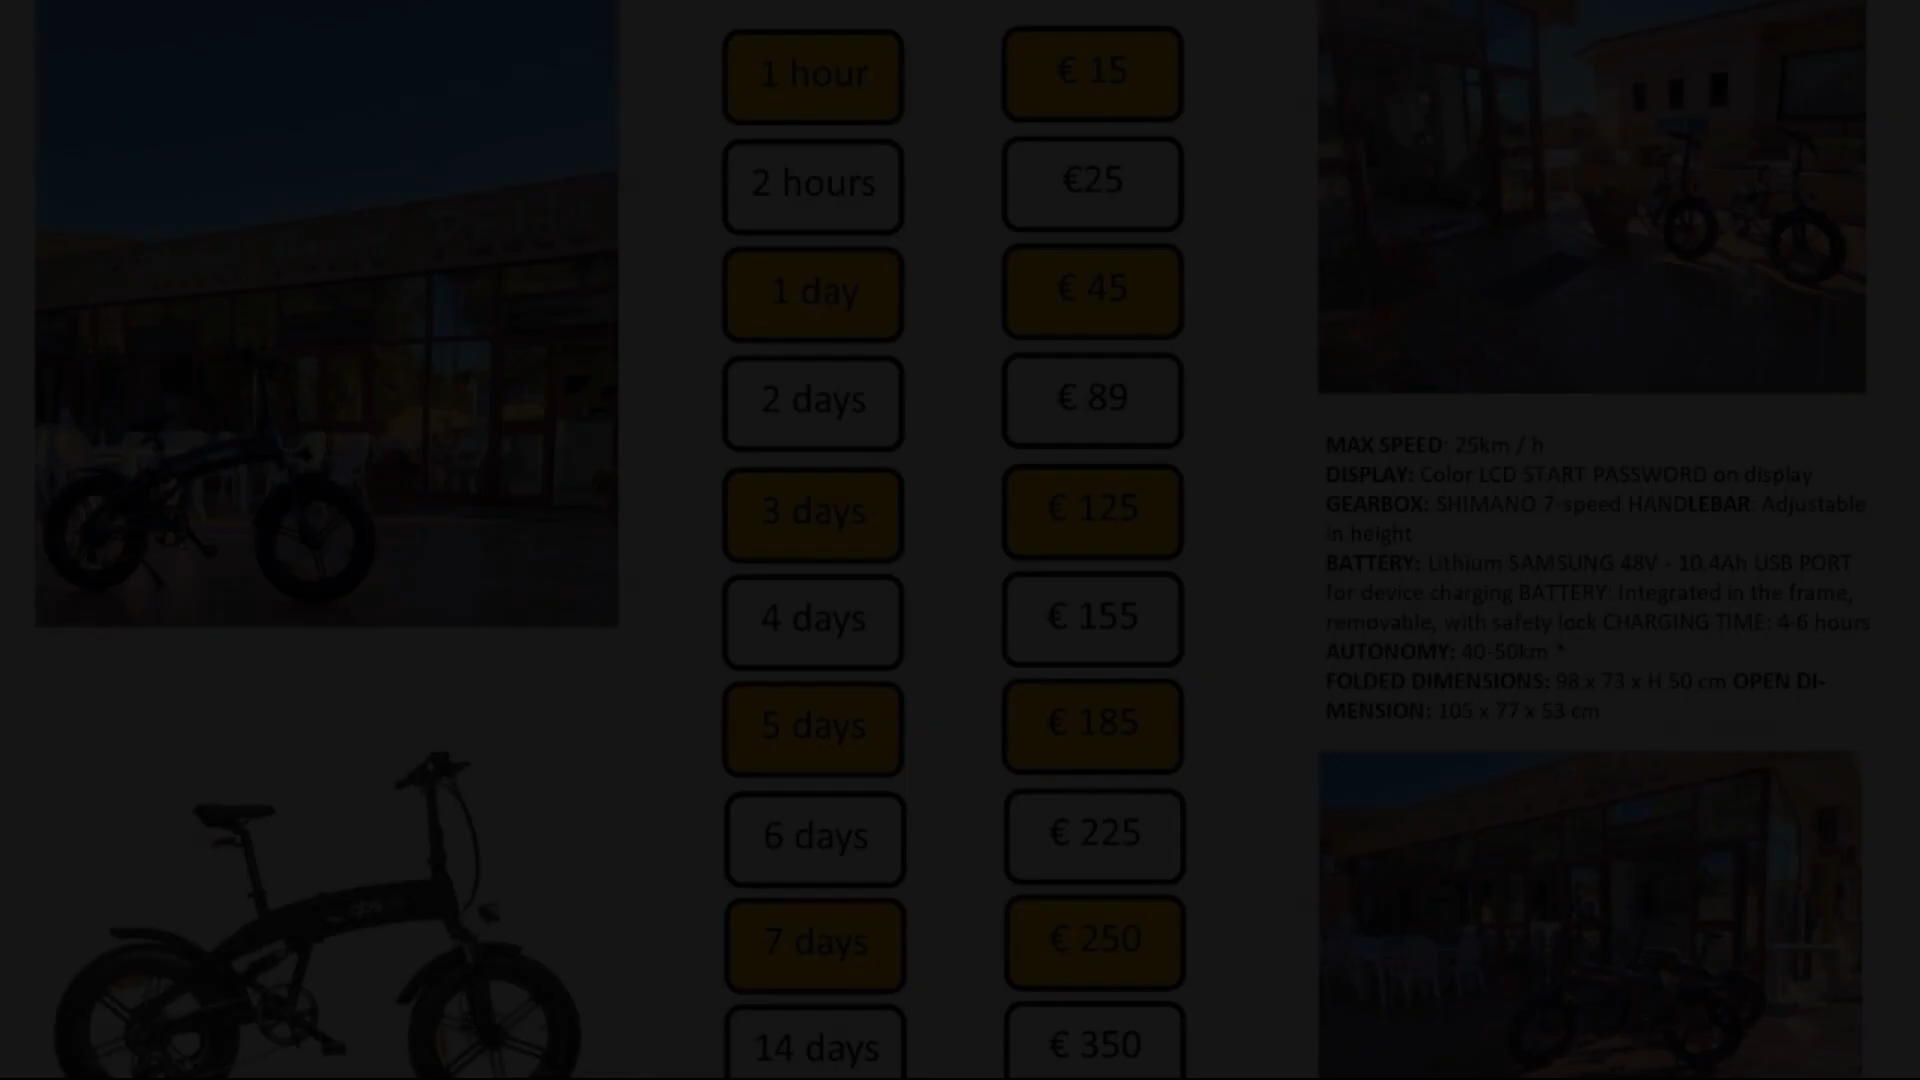 1 hour € 15
2 hours €25
1 day € 45
2 days € 89
3 days € 125
4 days € 155
5 days € 185
6 days € 225
7 days € 250
14 days € 350
MAX SPEED: 25km / h
DISPLAY: Color LCD START PASSWORD on display
GEARBOX: SHIMANO 7-speed HANDLEBAR: Adjustable
in height
BATTERY: Lithium SAMSUNG 48V - 10.4Ah USB PORT
for device charging BATTERY: Integrated in the frame,
removable, with safety lock CHARGING TIME: 4-6 hours
AUTONOMY: 40-50km *
FOLDED DIMENSIONS: 98 x 73 x H 50 cm OPEN DI-
MENSION: 105 x 77 x 53 cm